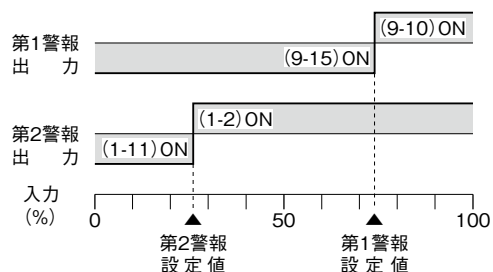 (9-10)ON
第1警報
出 力
(9-15)ON
(1-2)ON
第2警報
出 力
(1-11)ON
入力
(%)
0
50
100
第2警報
設定値
第1警報
設定値